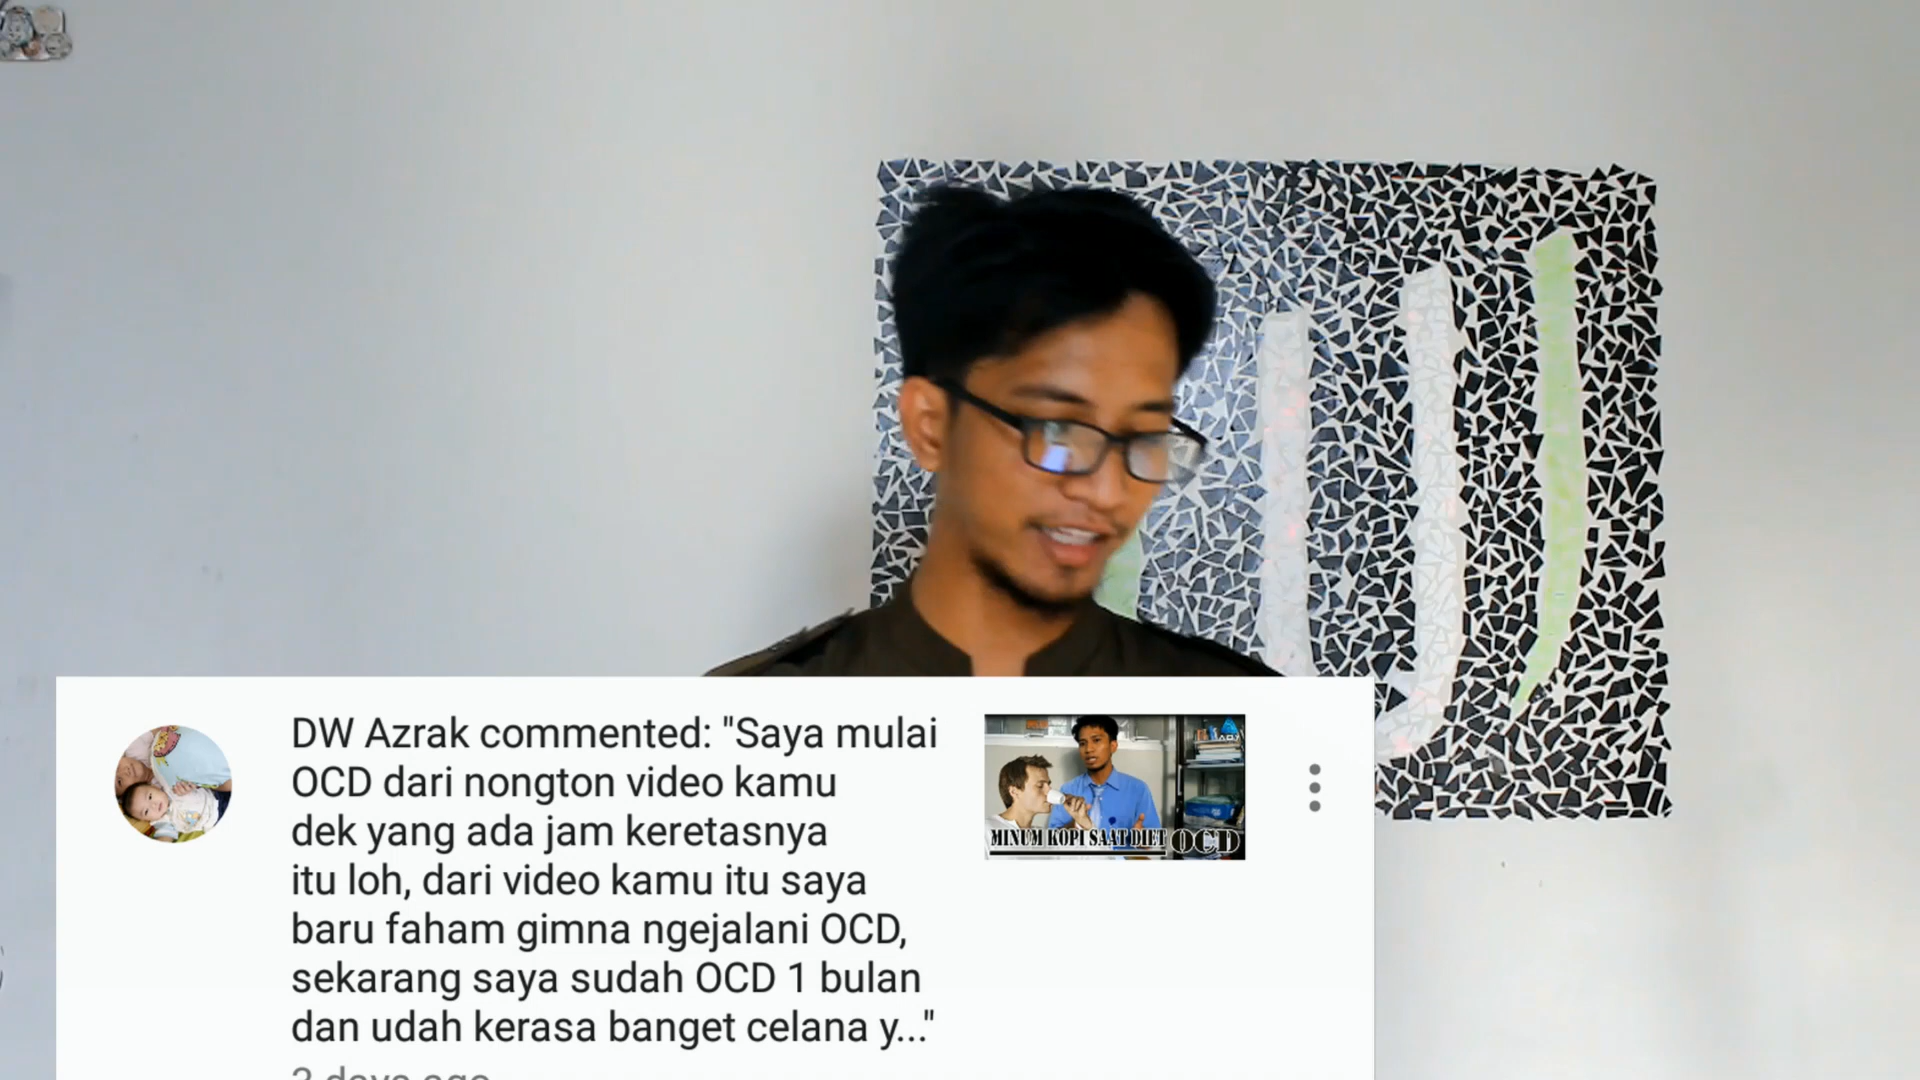 DW Azrak commented: "Saya mulai
OCD dari nongton video kamu
dek yang ada jam keretasnya
itu loh, dari video kamu itu saya
baru faham gimna ngejalani OCD,
sekarang saya sudah OCD 1 bulan
dan udah kerasa banget celana y..."
MINUM KOPI SAAT DIET OCD